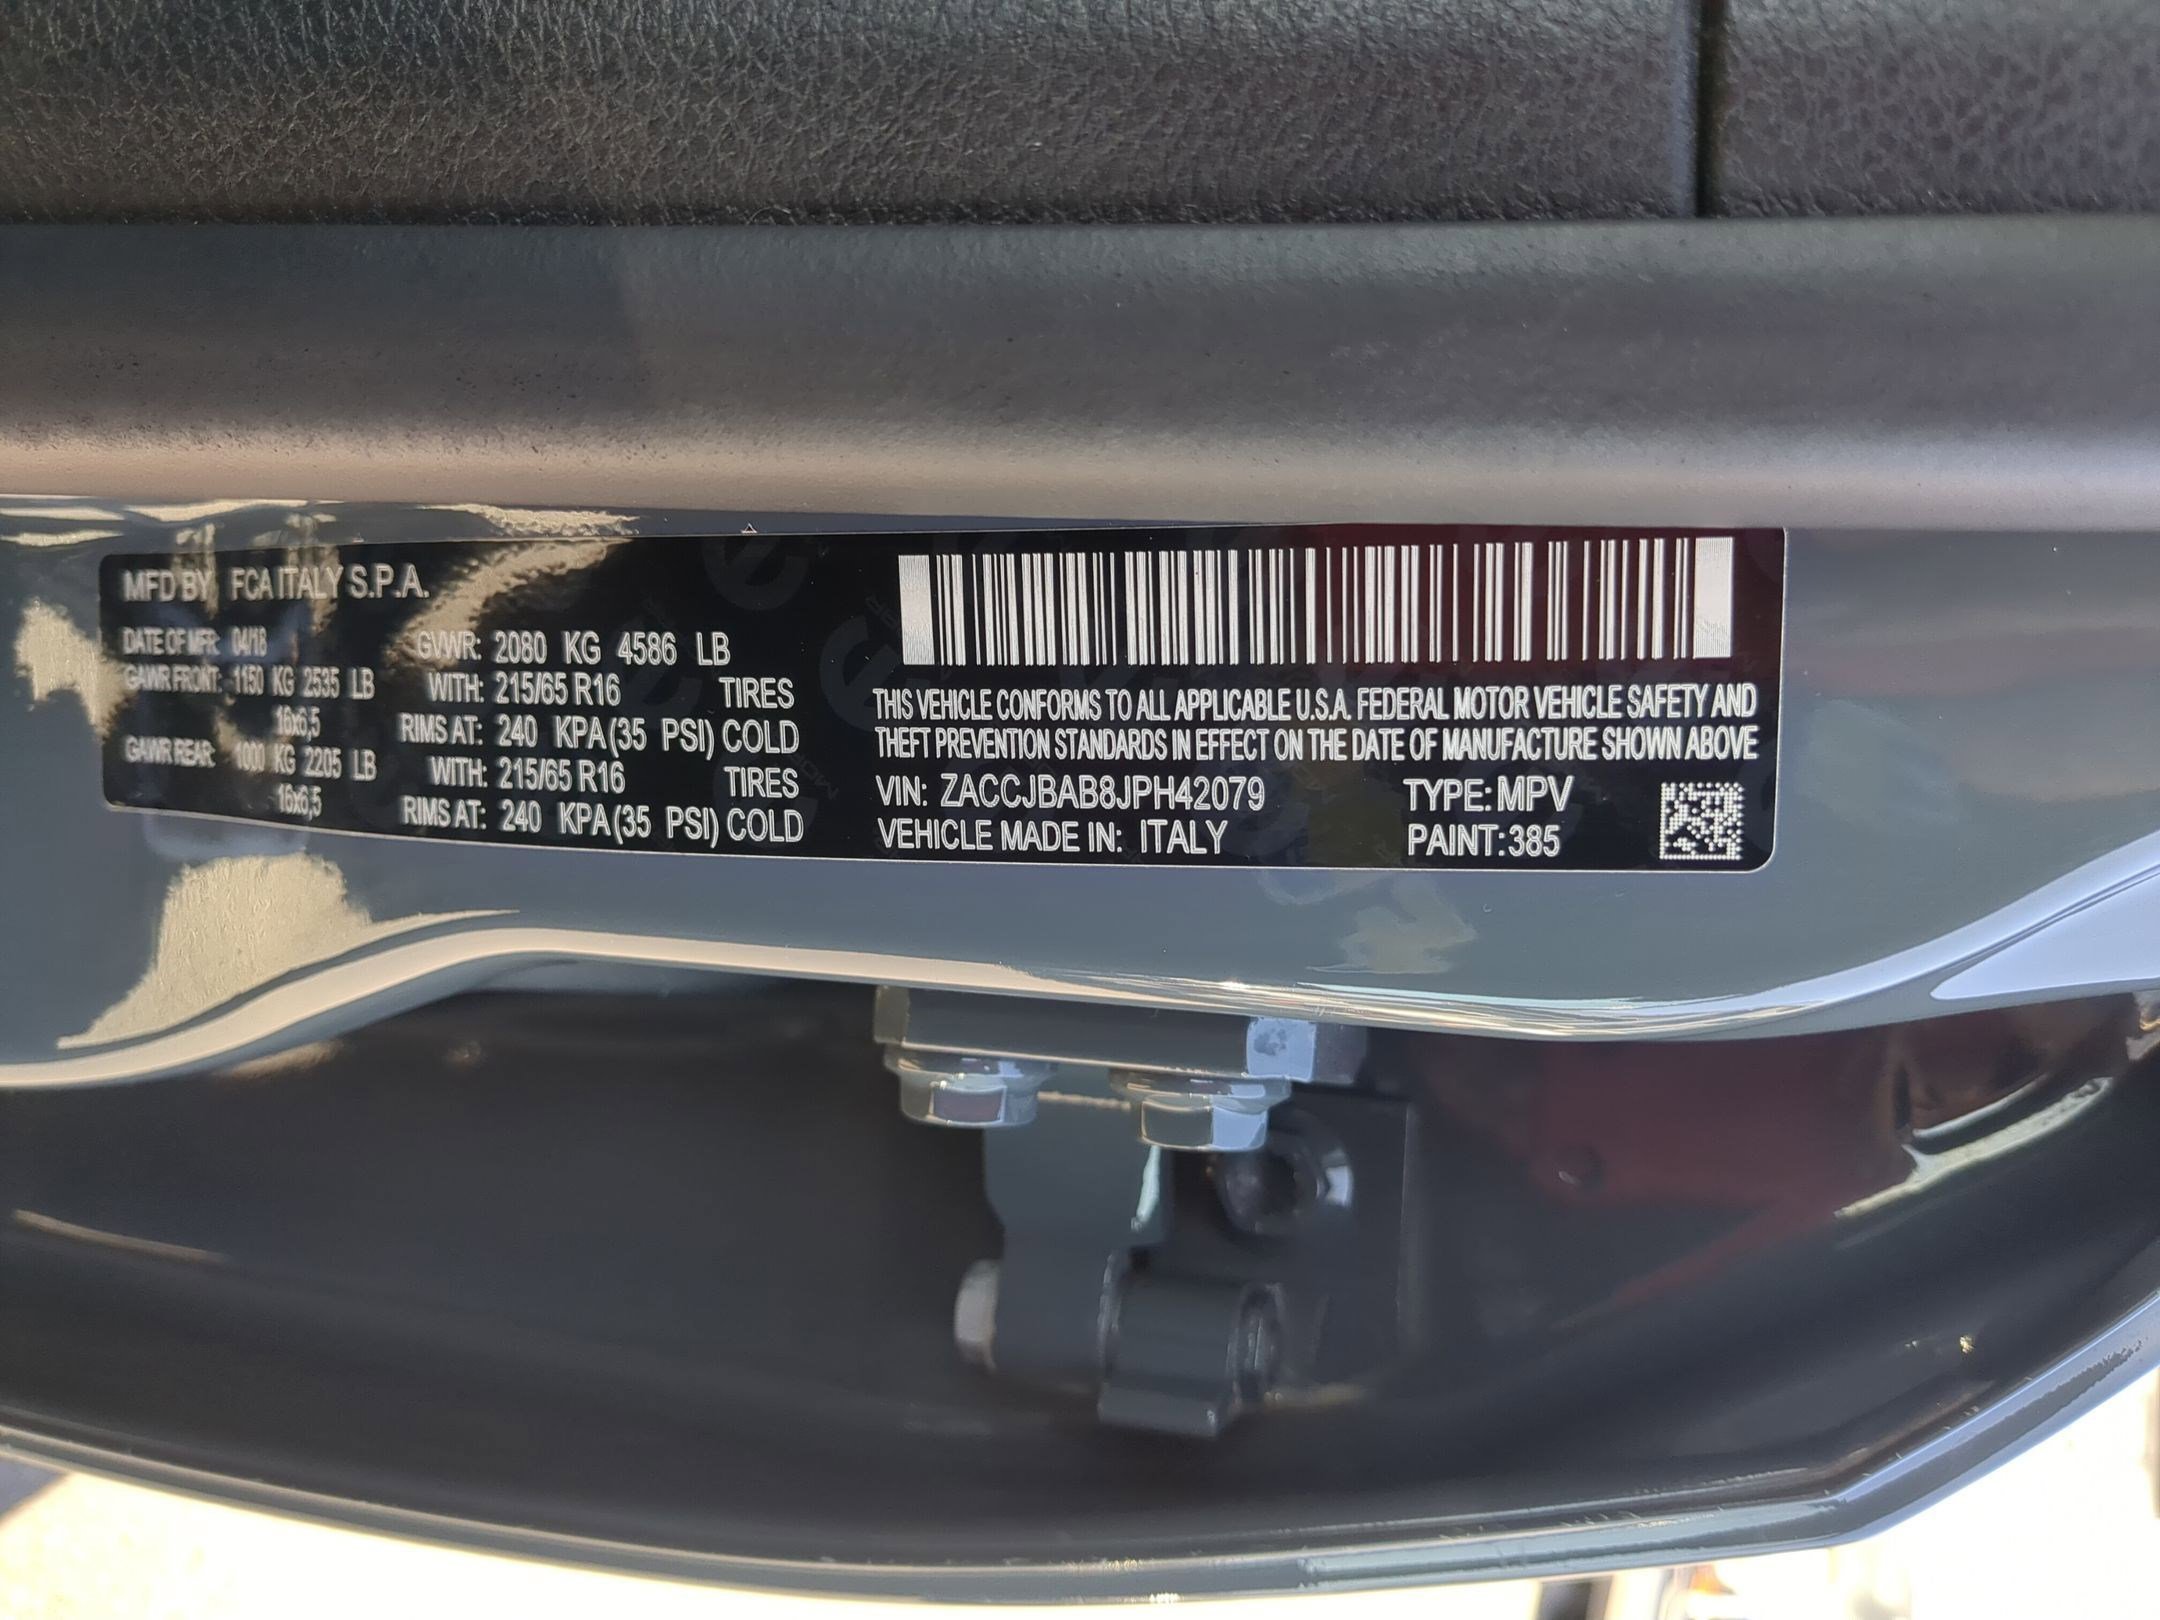 MFD BY FCA ITALY S.P.A.
DATE OF MFR: 04/18 GVWR: 2080 KG 4586 LB
GAWR FRONT: 1150 KG 2535 LB WITH: 215/65 R16 TIRES
16x6,5 RIMS AT: 240 KPA(35 PSI) COLD
GAWR REAR: 1000 KG 2205 LB WITH: 215/65 R16 TIRES
16x6,5 RIMS AT: 240 KPA(35 PSI) COLD
THIS VEHICLE CONFORMS TO ALL APPLICABLE U.S.A. FEDERAL MOTOR VEHICLE SAFETY AND
THEFT PREVENTION STANDARDS IN EFFECT ON THE DATE OF MANUFACTURE SHOWN ABOVE
VIN: ZACCJBAB8JPH42079 TYPE: MPV
VEHICLE MADE IN: ITALY PAINT: 385